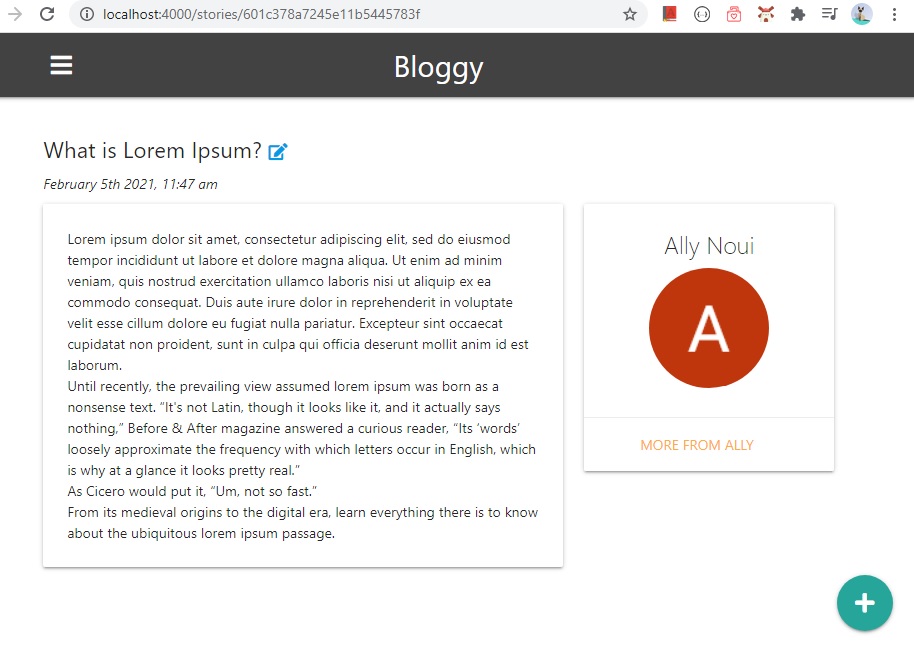 localhost:4000/stories/601c378a7245e11b5445783f
Bloggy
What is Lorem Ipsum?
February 5th 2021, 11:47 am
Lorem ipsum dolor sit amet, consectetur adipiscing elit, sed do eiusmod
tempor incididunt ut labore et dolore magna aliqua. Ut enim ad minim
veniam, quis nostrud exercitation ullamco laboris nisi ut aliquip ex ea
commodo consequat. Duis aute irure dolor in reprehenderit in voluptate
velit esse cillum dolore eu fugiat nulla pariatur. Excepteur sint occaecat
cupidatat non proident, sunt in culpa qui officia deserunt mollit anim id est
laborum.
Until recently, the prevailing view assumed lorem ipsum was born as a
nonsense text. “It's not Latin, though it looks like it, and it actually says
nothing,” Before & After magazine answered a curious reader, “Its ‘words’
loosely approximate the frequency with which letters occur in English, which
is why at a glance it looks pretty real.”
As Cicero would put it, “Um, not so fast.”
From its medieval origins to the digital era, learn everything there is to know
about the ubiquitous lorem ipsum passage.
Ally Noui
A
MORE FROM ALLY